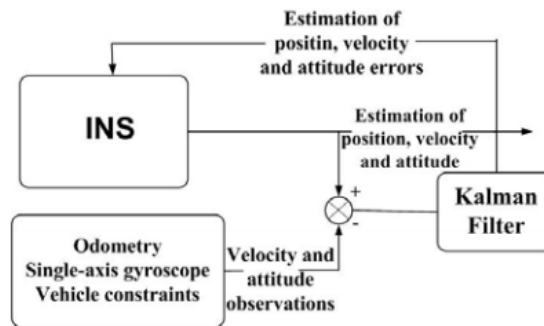 Estimation of
positin, velocity
and attitude errors
INS
Estimation of
position, velocity
and attitude
+
-
Kalman
Filter
Odometry
Single-axis gyroscope
Vehicle constraints
Velocity and
attitude
observations